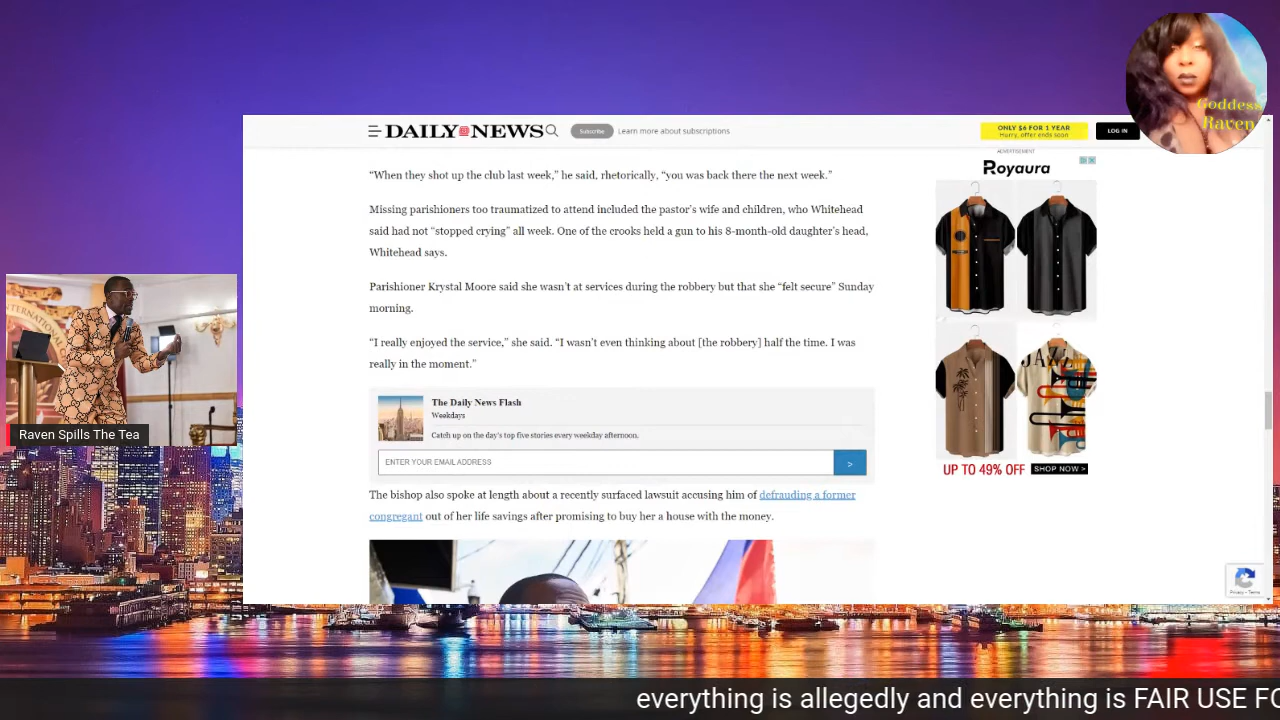 Goddess
Raven
DAILY NEWS
Subscribe
Learn more about subscriptions
ONLY $6 FOR 1 YEAR
Hurry, offer ends soon
LOG IN
ADVERTISEMENT
Royaura
“When they shot up the club last week,” he said, rhetorically, “you was back there the next week.”
Missing parishioners too traumatized to attend included the pastor’s wife and children, who Whitehead
said had not “stopped crying” all week. One of the crooks held a gun to his 8-month-old daughter’s head,
Whitehead says.
Parishioner Krystal Moore said she wasn’t at services during the robbery but that she “felt secure” Sunday
morning.
“I really enjoyed the service,” she said. “I wasn’t even thinking about [the robbery] half the time. I was
really in the moment.”
The Daily News Flash
Weekdays
Catch up on the day's top five stories every weekday afternoon.
ENTER YOUR EMAIL ADDRESS
>
The bishop also spoke at length about a recently surfaced lawsuit accusing him of defrauding a former
congregant out of her life savings after promising to buy her a house with the money.
JAZZ
UP TO 49% OFF
SHOP NOW >
Privacy - Terms
Raven Spills The Tea
everything is allegedly and everything is FAIR USE FO